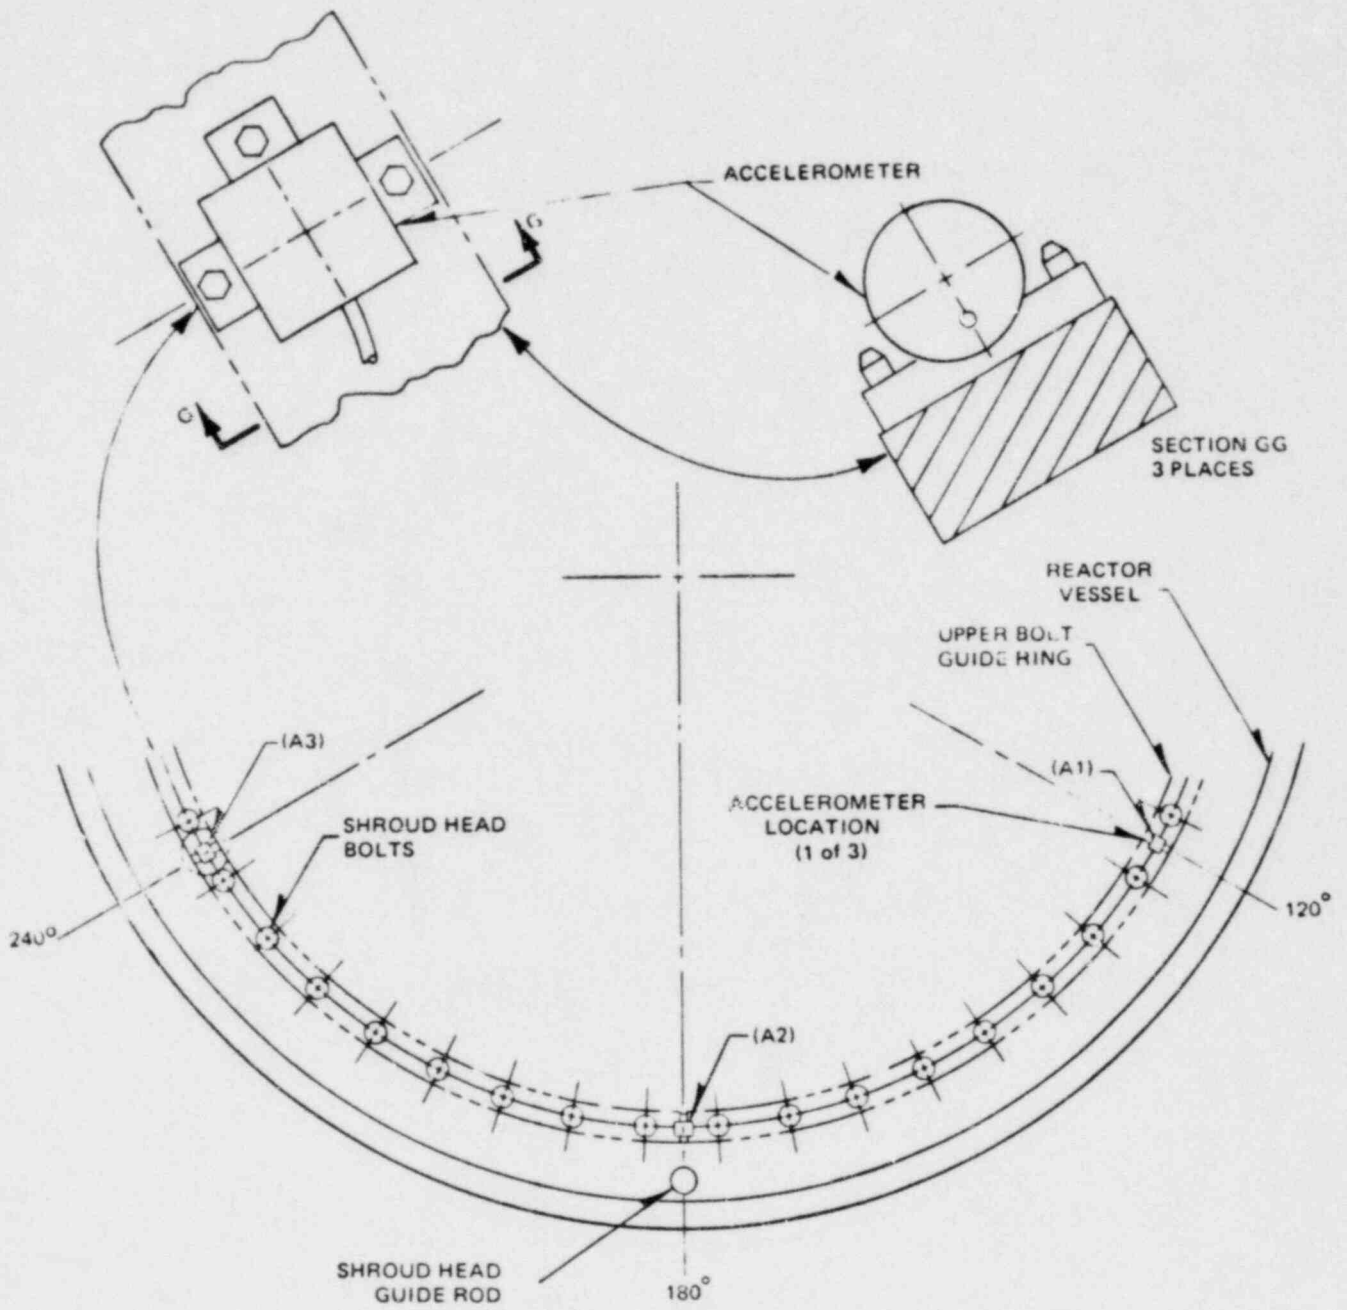 ACCELEROMETER
G
G
SECTION GG
3 PLACES
REACTOR
VESSEL
UPPER BOLT
GUIDE RING
(A3)
(A1)
ACCELEROMETER
LOCATION
(1 of 3)
SHROUD HEAD
BOLTS
120°
240°
(A2)
SHROUD HEAD
GUIDE ROD
180°